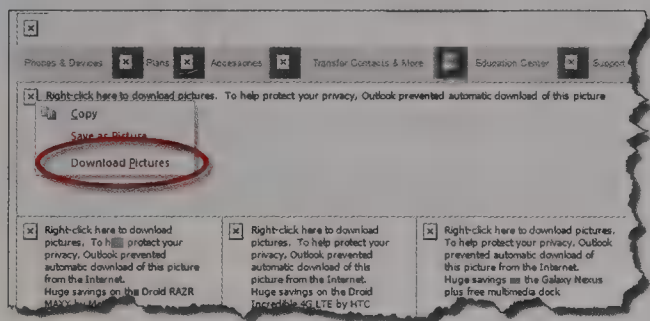 Phones & Devices Plans Accessories Transfer Contacts & More Education Center Support
Right-click here to download pictures. To help protect your privacy, Outlook prevented automatic download of this picture
Copy
Save as Picture
Download Pictures
Right-click here to download
pictures. To help protect your
privacy, Outlook prevented
automatic download of this picture
from the Internet.
Huge savings on the Droid RAZR
MAXX by
Right-click here to download
pictures. To help protect your
privacy, Outlook prevented
automatic download of this
picture from the Internet.
Huge savings on the Droid
Incredible 4G LTE by HTC
Right-click here to download pictures.
To help protect your privacy, Outlook
prevented automatic download of
this picture from the Internet.
Huge savings the Galaxy Nexus
plus free multimedia dock